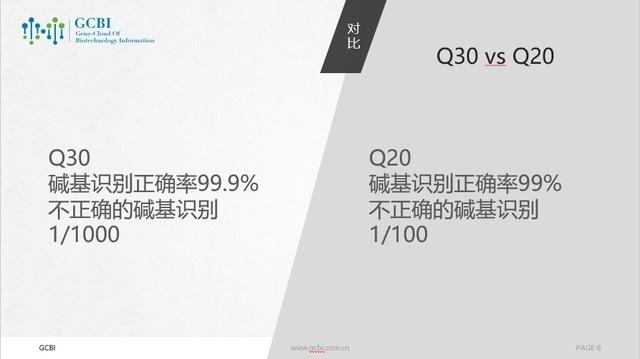 GCBI
Gene-Cloud Of
Biotechnology Information
对
比
Q30 vs Q20
Q30
碱基识别正确率99.9%
不正确的碱基识别
1/1000
Q20
碱基识别正确率99%
不正确的碱基识别
1/100
GCBI
www.gcbi.com.cn
PAGE 6